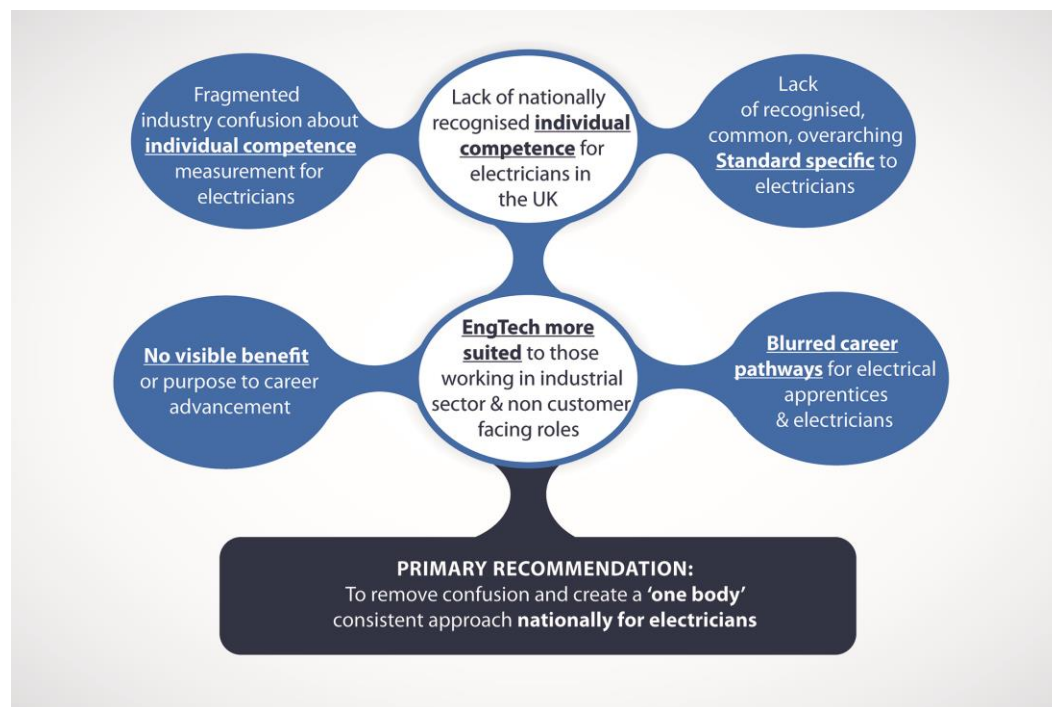 Fragmented
industry confusion about
individual competence
measurement for
electricians
Lack of nationally
recognised individual
competence for
electricians in
the UK
Lack
of recognised,
common, overarching
Standard specific to
electricians
No visible benefit
or purpose to career
advancement
EngTech more
suited to those
working in industrial
sector & non customer
facing roles
Blurred career
pathways for electrical
apprentices
& electricians
PRIMARY RECOMMENDATION:
To remove confusion and create a ‘one body’
consistent approach nationally for electricians